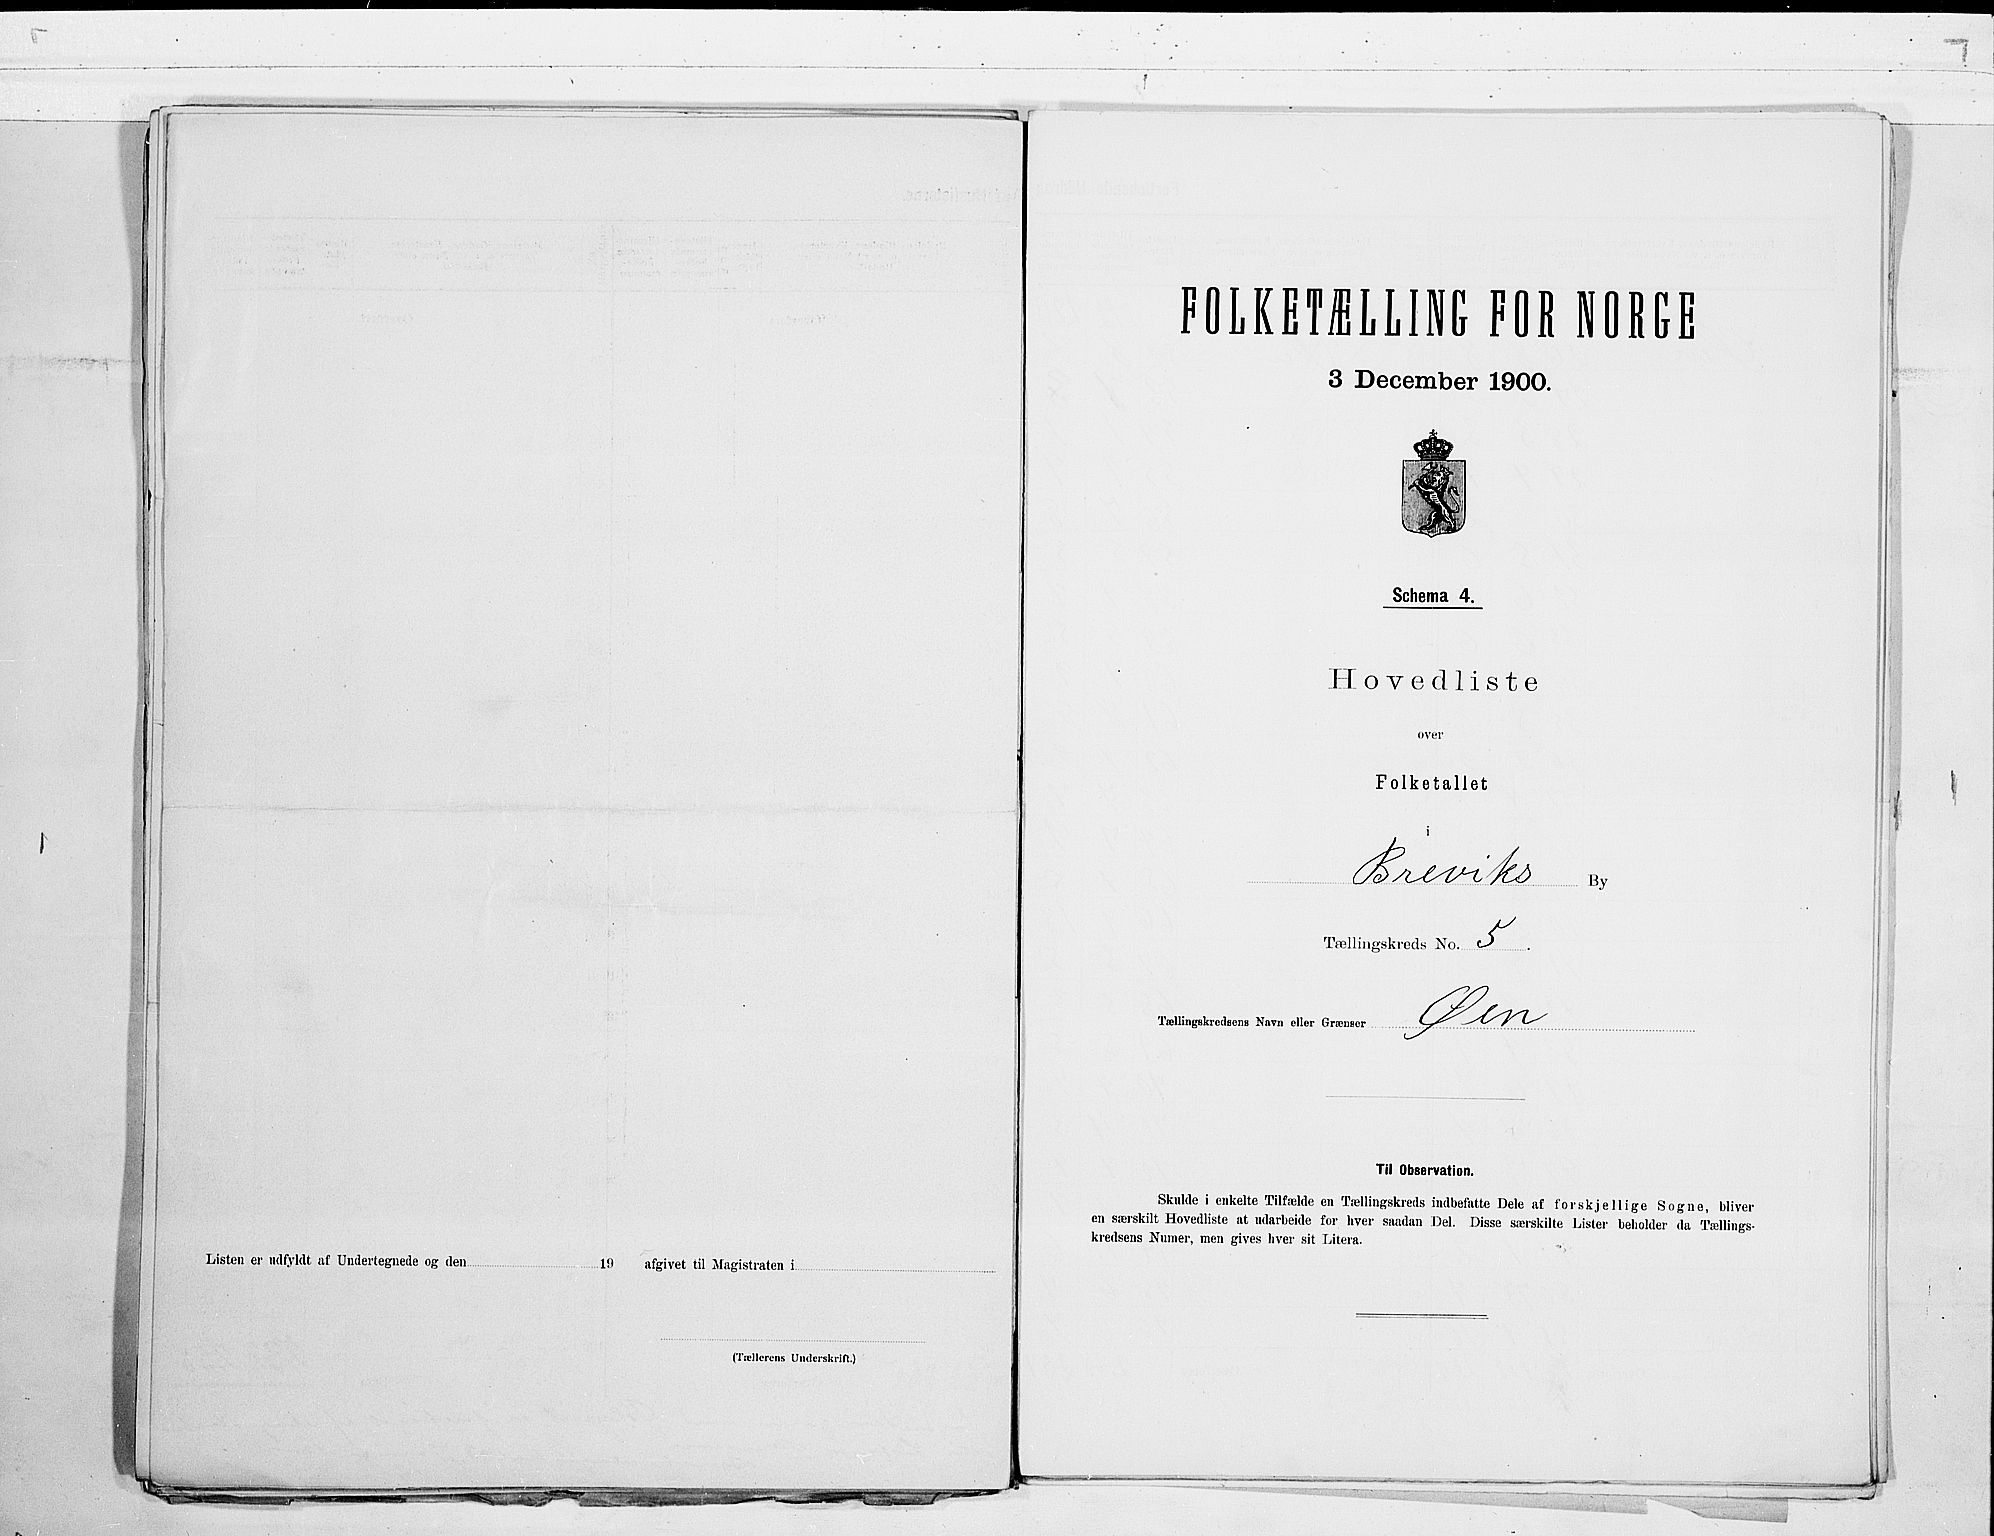 Listen er udfyldt af Undertegnede og den 19 afgivet til Magistraten i
(Tællerens Underskrift.)
FOLKETÆLLING FOR NORGE
3 December 1900.
Schema 4.
Hovedliste
over
Folketallet
i
Breviks By
Tællingskreds No. 5.
Tællingskredsens Navn eller Grænser Øen
Til Observation.
Skulde i enkelte Tilfælde en Tællingskreds indbefatte Dele af forskjellige Sogne, bliver
en særskilt Hovedliste at udarbeide for hver saadan Del. Disse særskilte Lister beholder da Tællings-
kredsens Numer, men gives hver sit Litera.